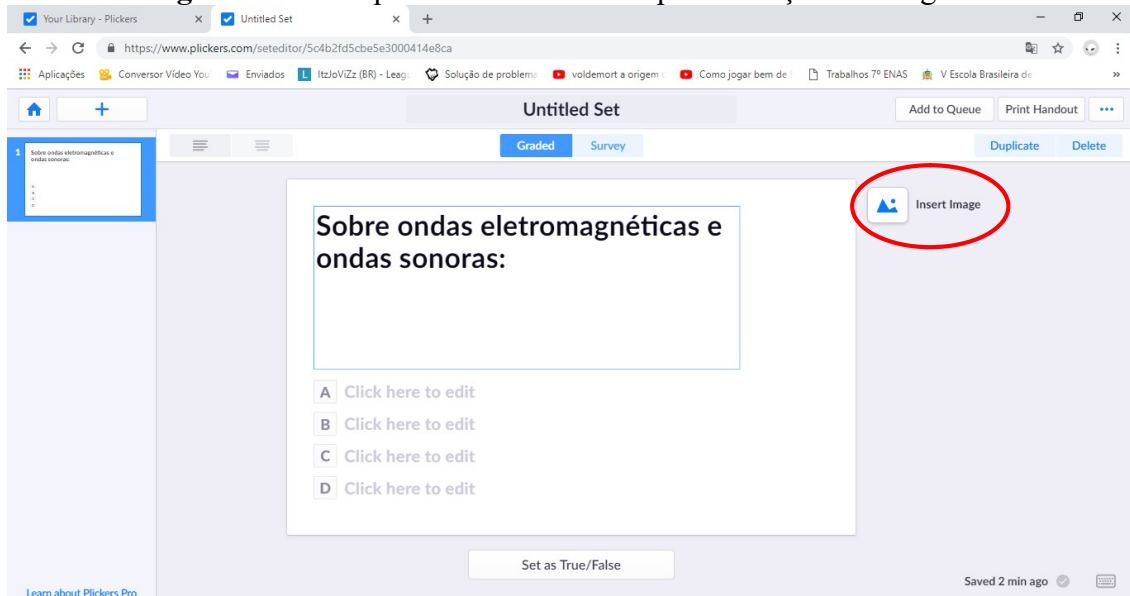 Your Library - Plickers
Untitled Set
https://www.plickers.com/seteditor/5c4b2fd5cbe5e3000414e8ca
Aplicações
Conversor Vídeo You
Enviados
ItzJoViZz (BR) - Leag
Solução de problema
voldemort a origem
Como jogar bem de
Trabalhos 7º ENAS
V Escola Brasileira de
Untitled Set
Add to Queue
Print Handout
Graded
Survey
Duplicate
Delete
1
Sobre ondas eletromagnéticas e
ondas sonoras:
Insert Image
Sobre ondas eletromagnéticas e
ondas sonoras:
A Click here to edit
B Click here to edit
C Click here to edit
D Click here to edit
Set as True/False
Saved 2 min ago
Learn about Plickers Pro